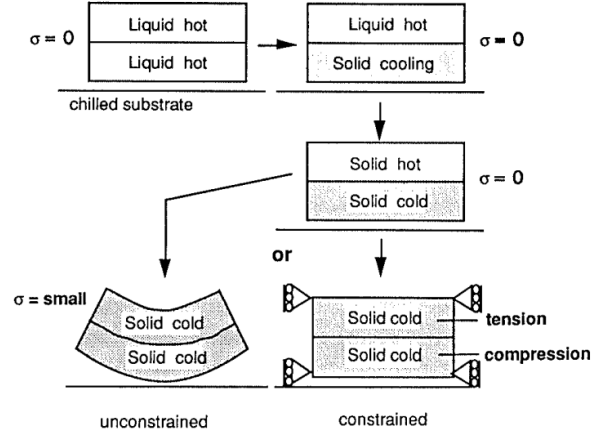 σ = 0
Liquid hot
Liquid hot
chilled substrate
Liquid hot
Solid cooling
σ = 0
Solid hot
Solid cold
σ = 0
or
σ = small
Solid cold
Solid cold
unconstrained
Solid cold
tension
Solid cold
compression
constrained